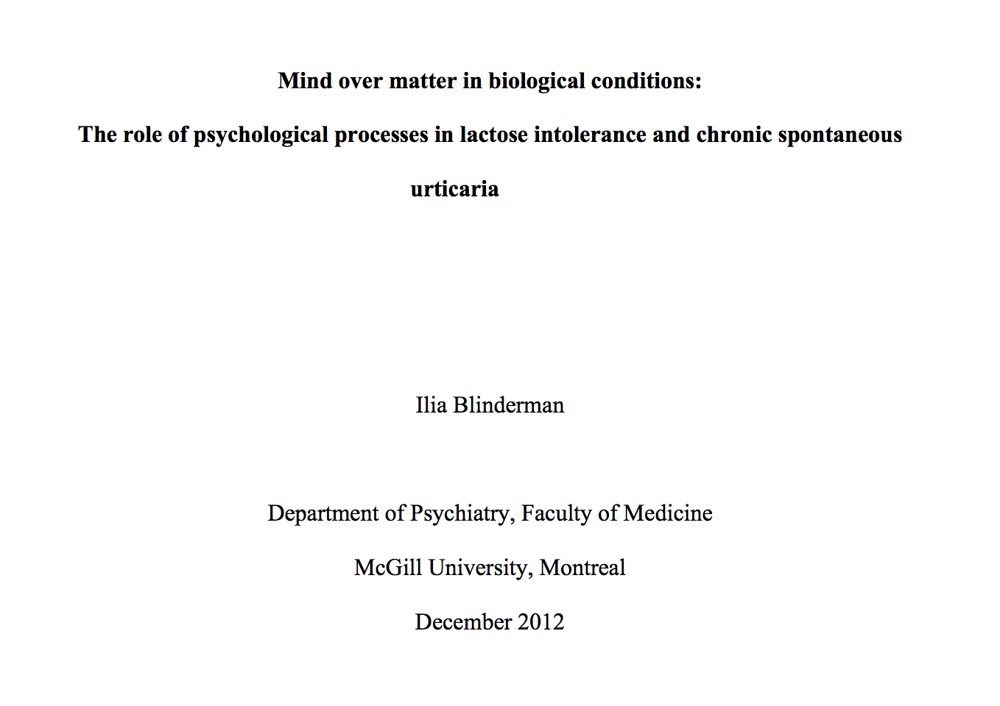 Mind over matter in biological conditions:
The role of psychological processes in lactose intolerance and chronic spontaneous
urticaria
Ilia Blinderman
Department of Psychiatry, Faculty of Medicine
McGill University, Montreal
December 2012